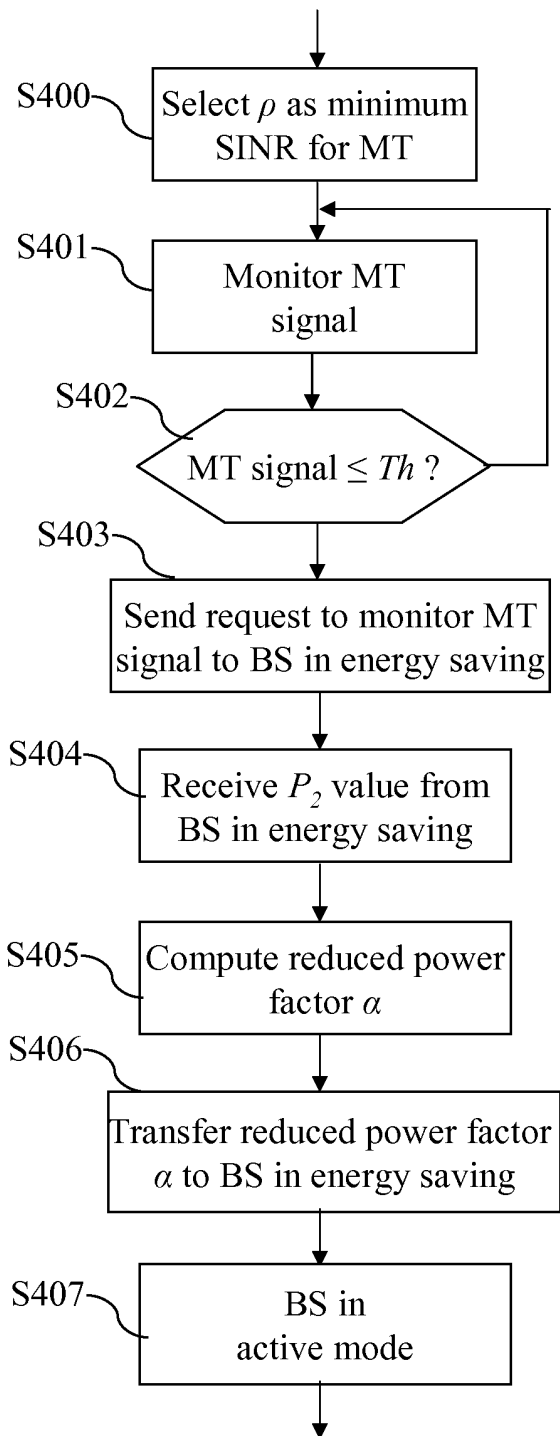 S400
Select ρ as minimum
SINR for MT
S401
Monitor MT
signal
S402
MT signal ≤ Th ?
S403
Send request to monitor MT
signal to BS in energy saving
S404
Receive P₂ value from
BS in energy saving
S405
Compute reduced power
factor α
S406
Transfer reduced power factor
α to BS in energy saving
S407
BS in
active mode